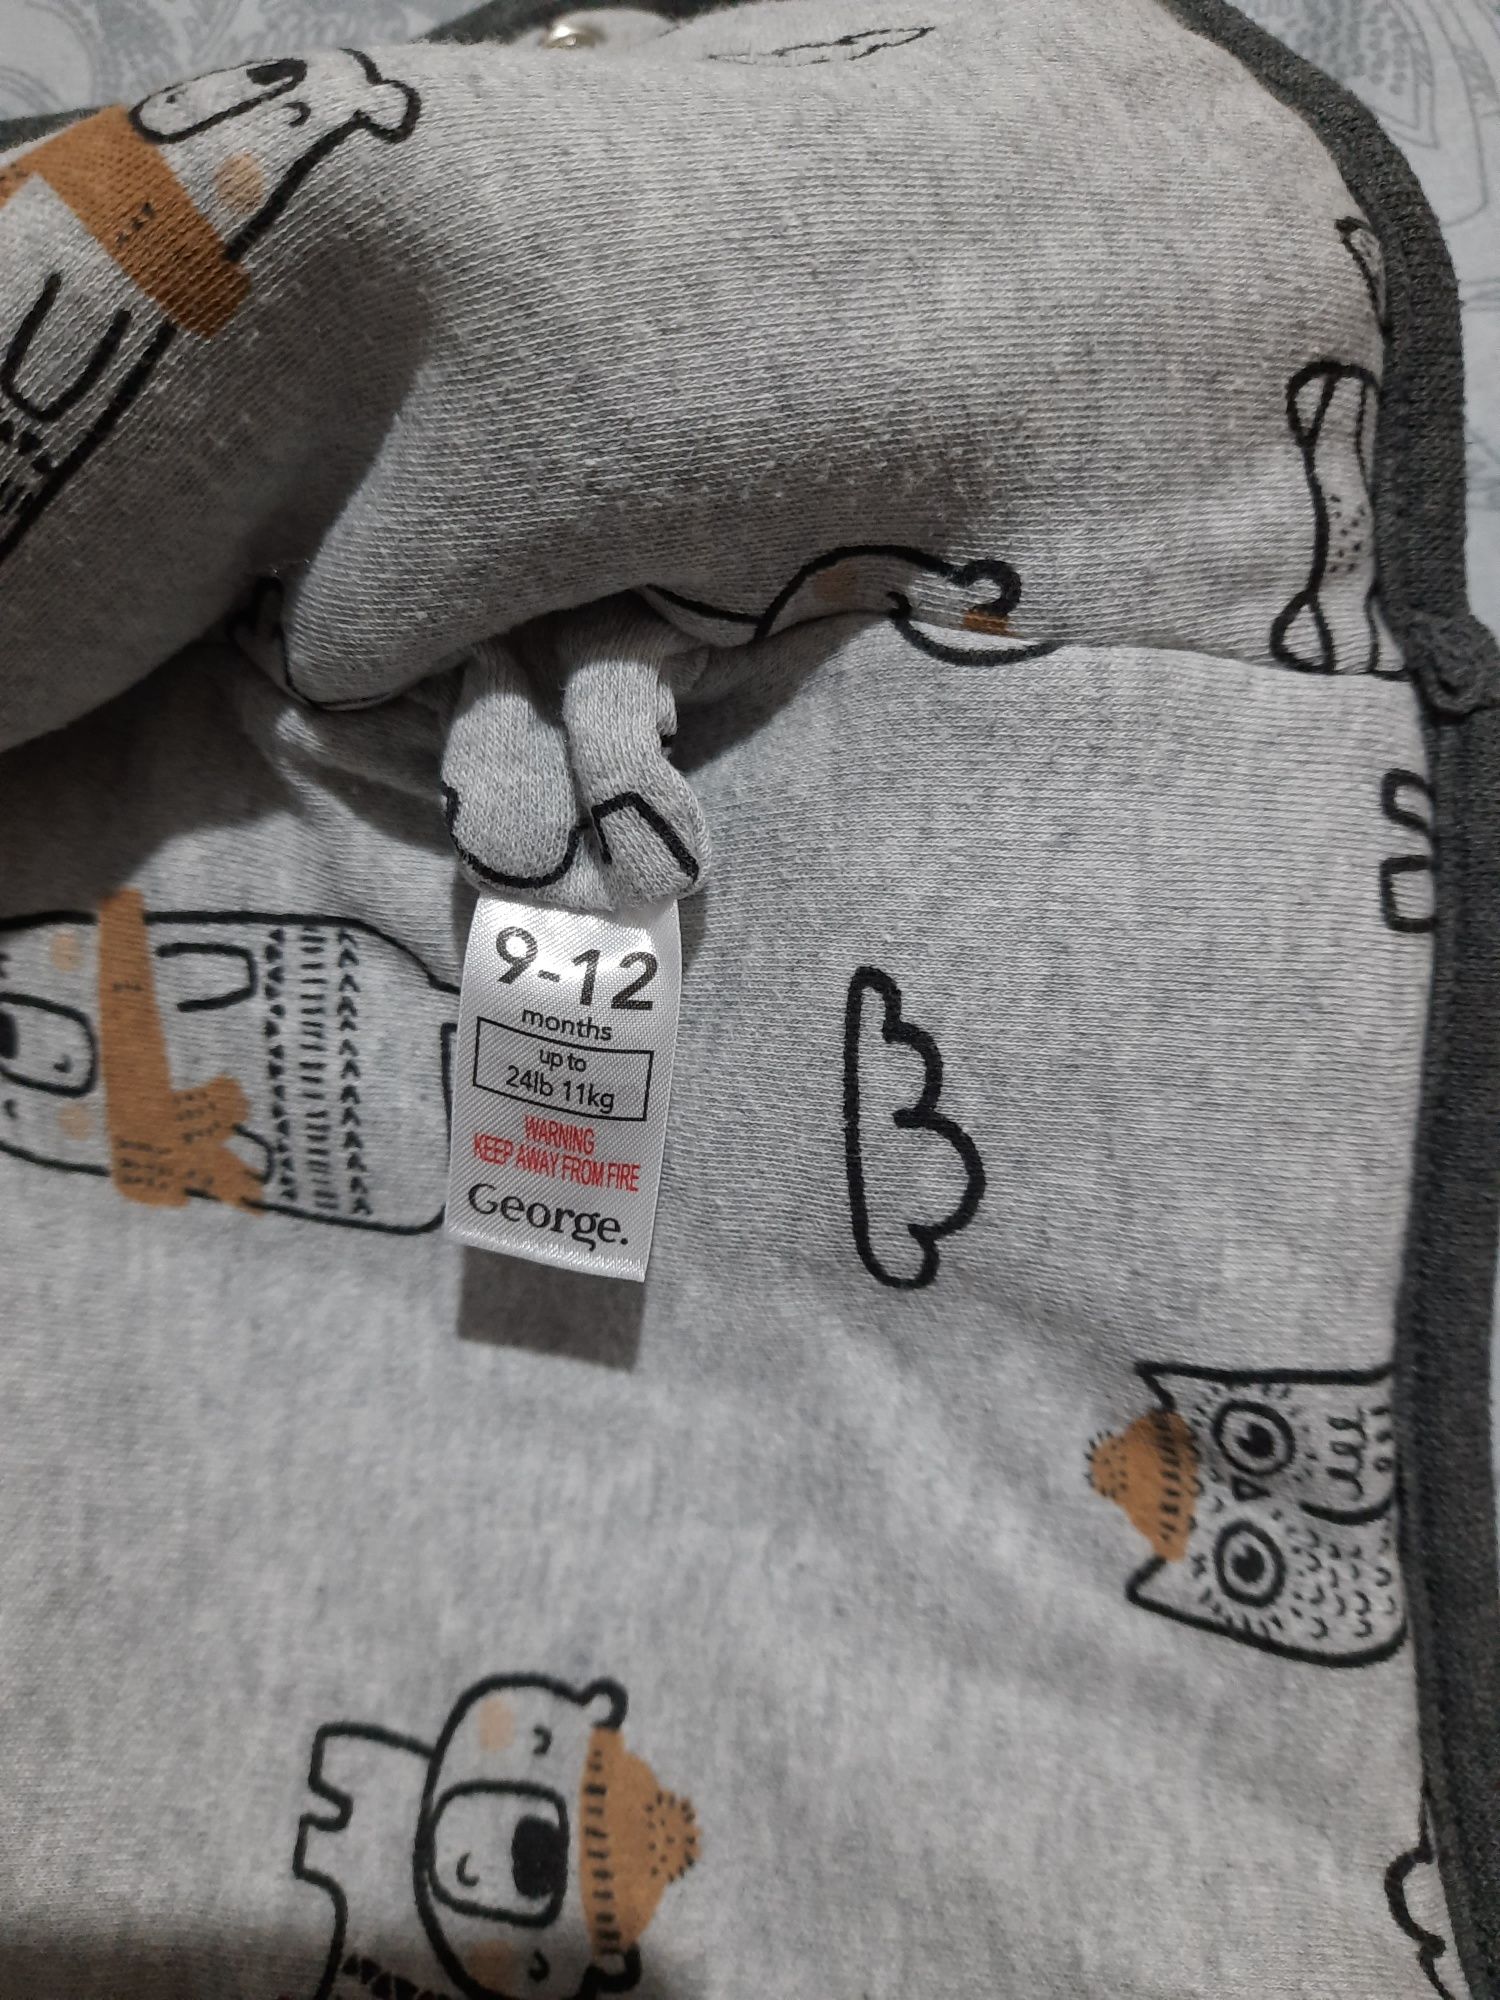 9-12
months
up to
24lb 11kg
WARNING
KEEP AWAY FROM FIRE
George.